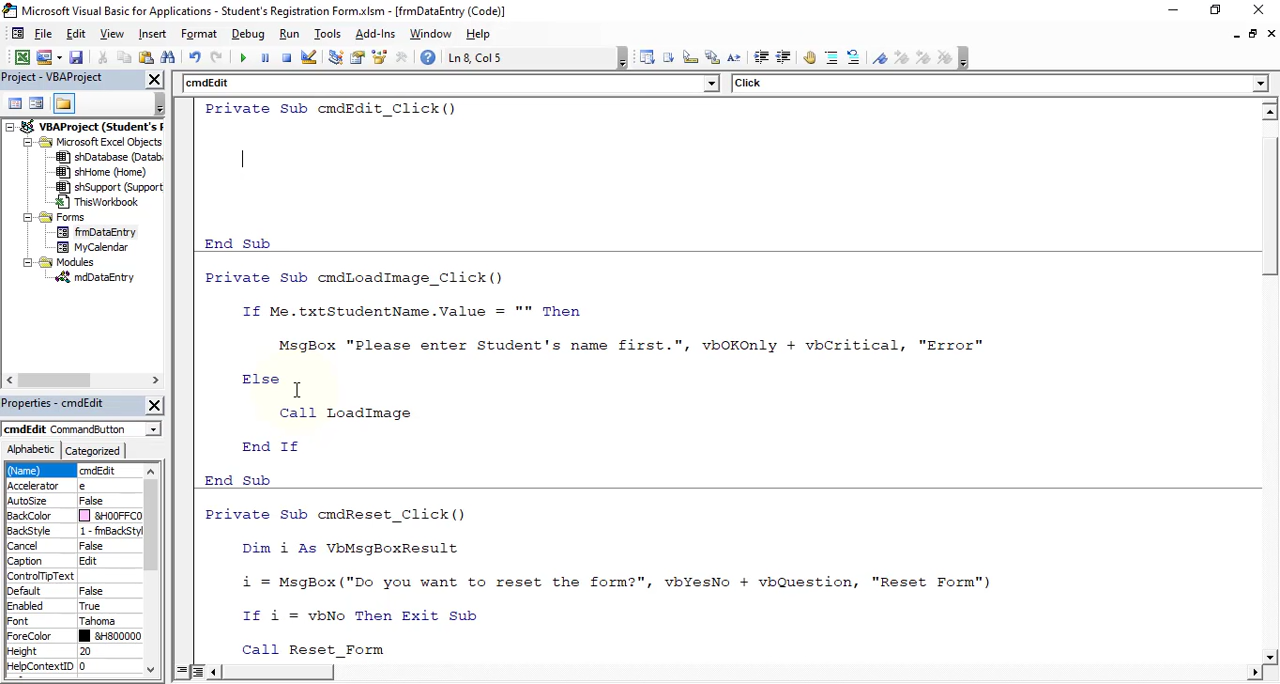 Microsoft Visual Basic for Applications - Student's Registration Form.xlsm - [frmDataEntry (Code)]
File Edit View Insert Format Debug Run Tools Add-Ins Window Help
Ln 8, Col 5
Project - VBAProject
cmdEdit
Click
VBAProject (Student's F
Microsoft Excel Objects
shDatabase (Datab
shHome (Home)
shSupport (Support
ThisWorkbook
Forms
frmDataEntry
MyCalendar
Modules
mdDataEntry
Properties - cmdEdit
cmdEdit CommandButton
Alphabetic Categorized
(Name) cmdEdit
Accelerator e
AutoSize False
BackColor &H00FFC0
BackStyle 1 - fmBackStyl
Cancel False
Caption Edit
ControlTipText
Default False
Enabled True
Font Tahoma
ForeColor &H800000
Height 20
HelpContextID 0
Private Sub cmdEdit_Click()
End Sub
Private Sub cmdLoadImage_Click()
If Me.txtStudentName.Value = "" Then
MsgBox "Please enter Student's name first.", vbOKOnly + vbCritical, "Error"
Else
Call LoadImage
End If
End Sub
Private Sub cmdReset_Click()
Dim i As VbMsgBoxResult
i = MsgBox("Do you want to reset the form?", vbYesNo + vbQuestion, "Reset Form")
If i = vbNo Then Exit Sub
Call Reset_Form